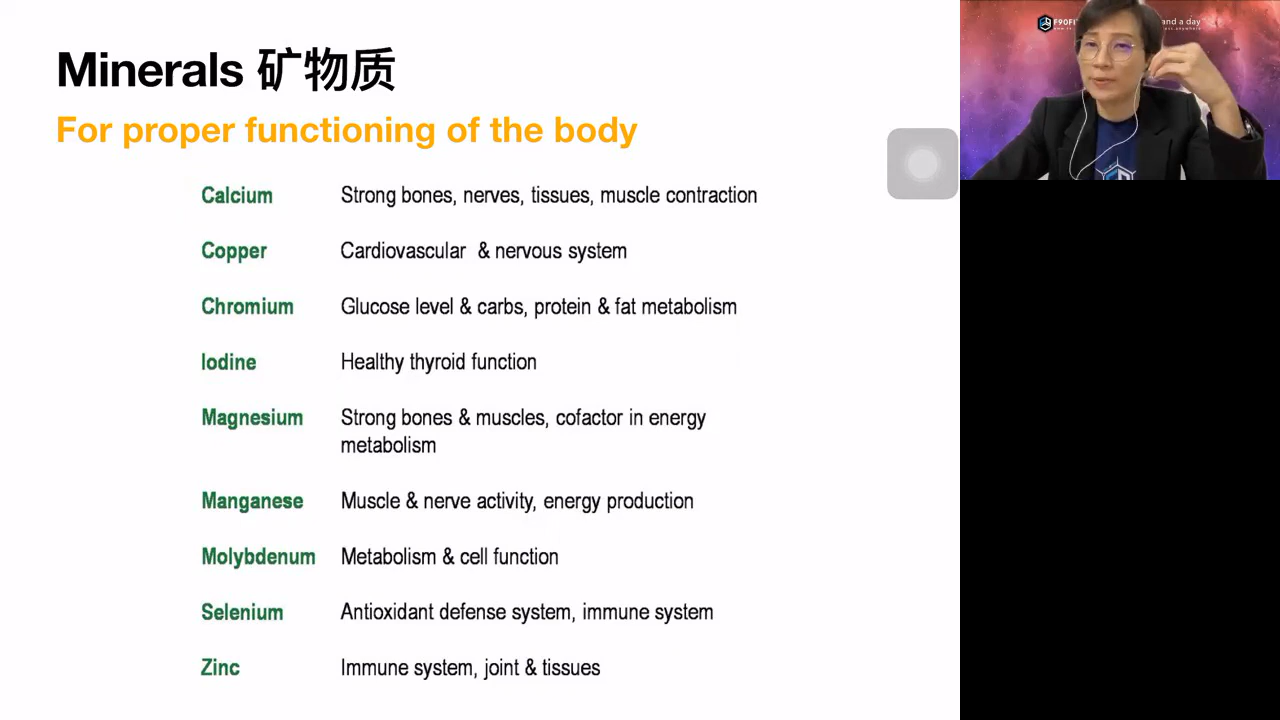 Minerals 矿物质
For proper functioning of the body
Calcium Strong bones, nerves, tissues, muscle contraction
Copper Cardiovascular & nervous system
Chromium Glucose level & carbs, protein & fat metabolism
Iodine Healthy thyroid function
Magnesium Strong bones & muscles, cofactor in energy
metabolism
Manganese Muscle & nerve activity, energy production
Molybdenum Metabolism & cell function
Selenium Antioxidant defense system, immune system
Zinc Immune system, joint & tissues
and a day